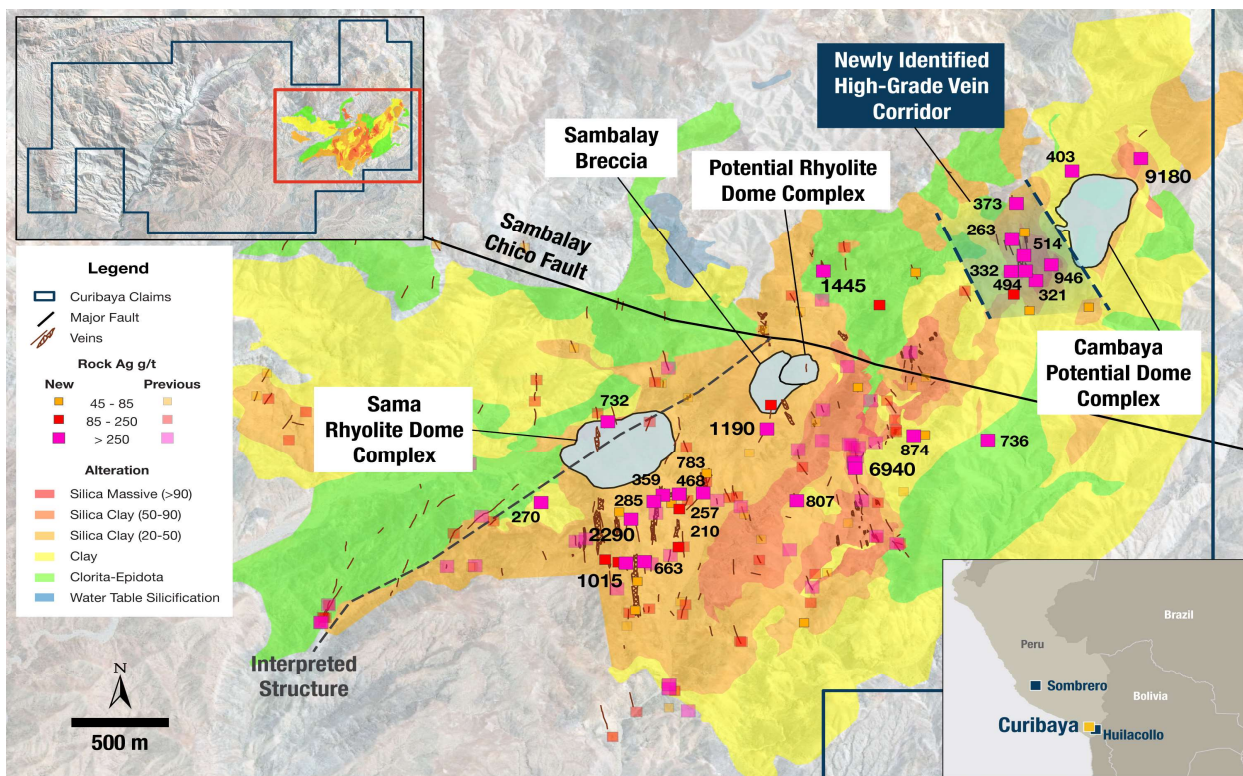 Newly Identified
High-Grade Vein
Corridor
Sambalay
Breccia
Potential Rhyolite
Dome Complex
403
9180
373
263
514
332
494
946
321
Sambalay
Chico Fault
1445
Legend
Curibaya Claims
Major Fault
Veins
Rock Ag g/t
New Previous
45 - 85
85 - 250
> 250
Alteration
Silica Massive (>90)
Silica Clay (50-90)
Silica Clay (20-50)
Clay
Clorita-Epidota
Water Table Silicification
Cambaya
Potential Dome
Complex
Sama
Rhyolite Dome
Complex
732
1190
874
736
783
6940
359
468
285
257
807
270
210
2290
1015
663
Interpreted
Structure
N
500 m
Brazil
Peru
Bolivia
Sombrero
Curibaya
Huilacollo